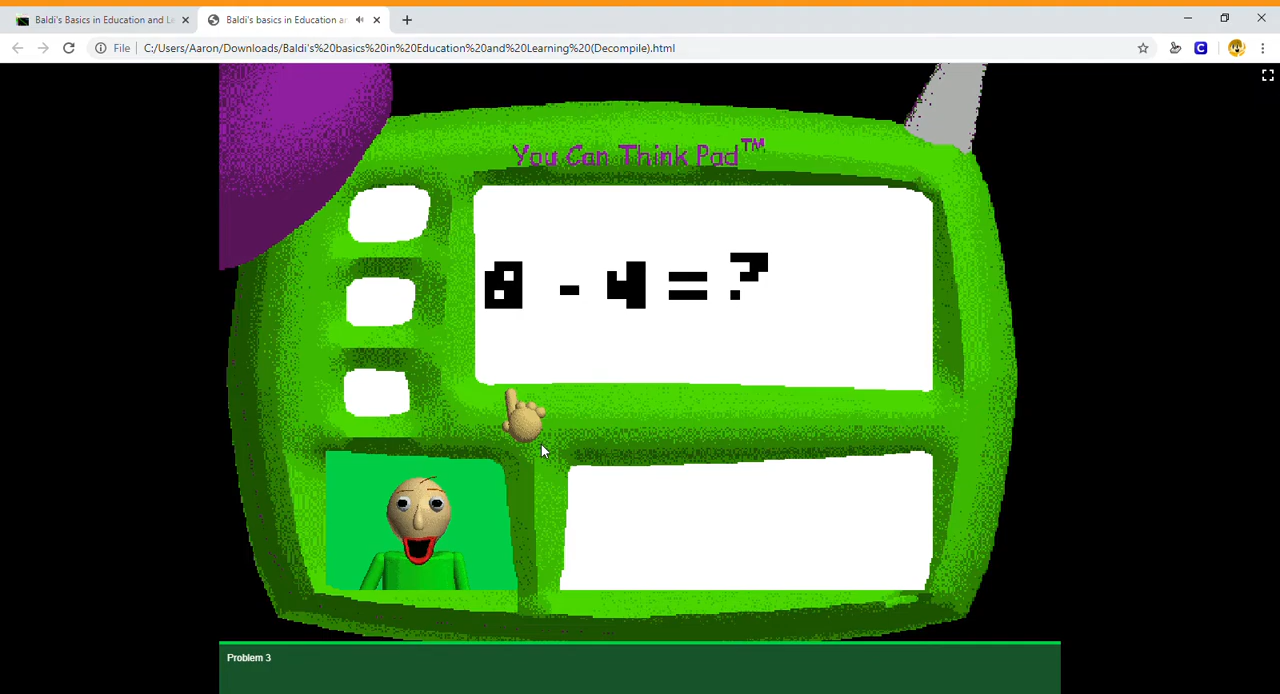 Baldi's Basics in Education and Le
Baldi's basics in Education an
File
C:/Users/Aaron/Downloads/Baldi's%20basics%20in%20Education%20and%20Learning%20(Decompile).html
You Can Think Pad™
8 - 4 = ?
Problem 3